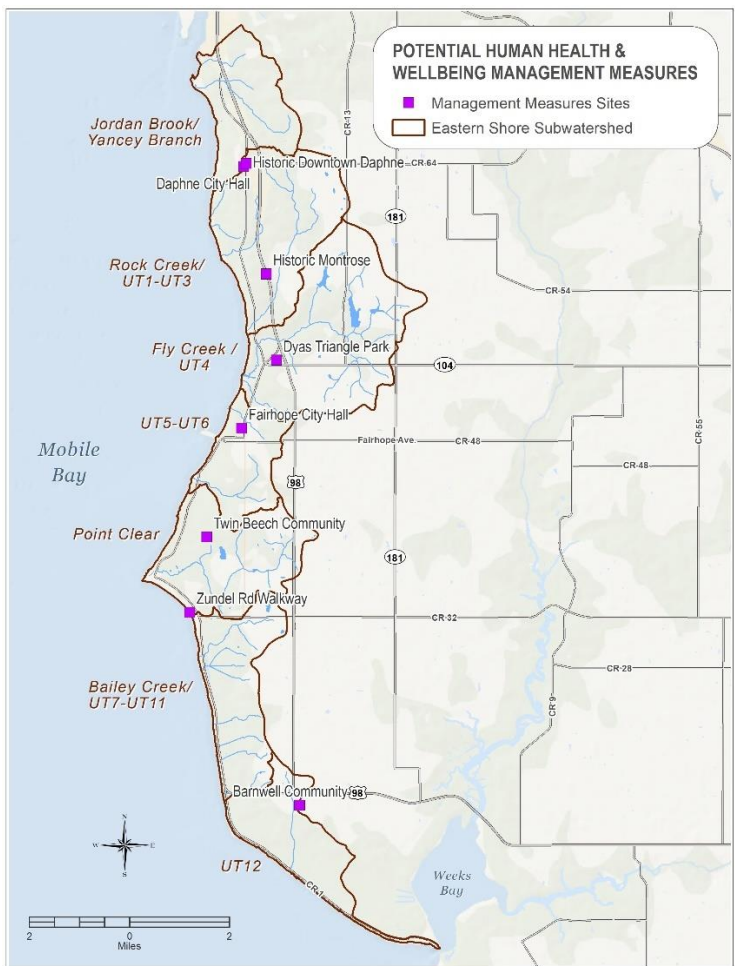 POTENTIAL HUMAN HEALTH &
WELLBEING MANAGEMENT MEASURES
Management Measures Sites
Eastern Shore Subwatershed
Jordan Brook/
Yancey Branch
CR-13
Historic Downtown Daphne
CR-64
Daphne City Hall
181
Rock Creek/
UT1-UT3
Historic Montrose
CR-54
Fly Creek /
UT4
Dyas Triangle Park
104
UT5-UT6
Fairhope City Hall
Fairhope Ave.
CR-48
CR-55
Mobile
Bay
CR-48
98
Point Clear
Twin Beech Community
181
Zundel Rd Walkway
CR-32
CR-28
Bailey Creek/
UT7-UT11
CR-9
Barnwell Community
98
N
W
E
S
UT12
CR-1
Weeks
Bay
2
0
2
Miles